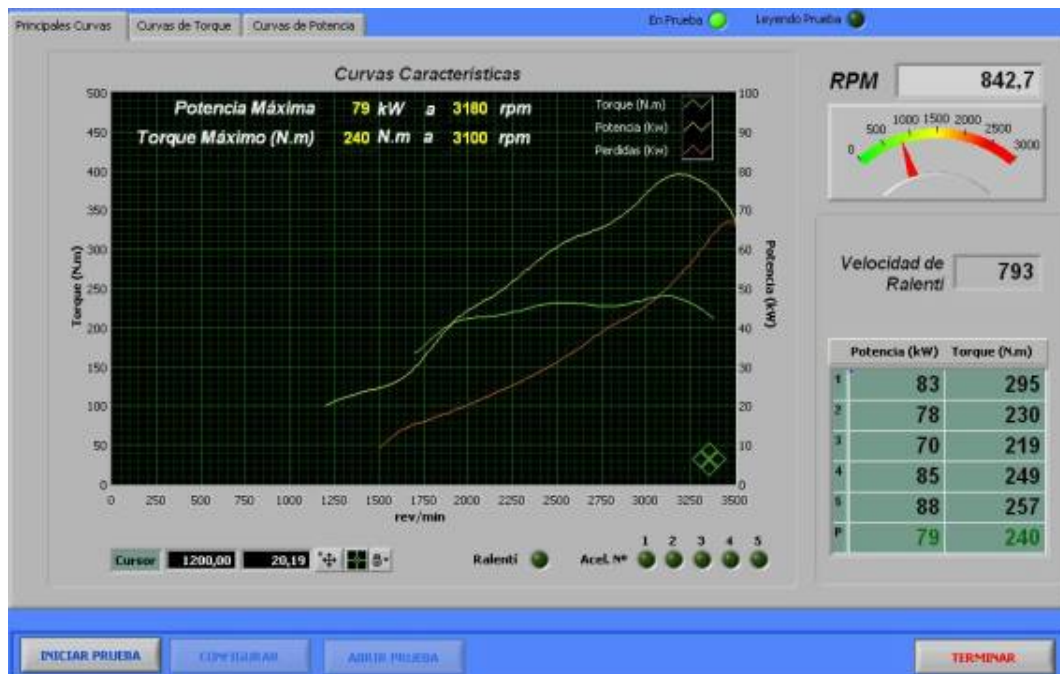 Principales Curvas Curvas de Torque Curvas de Potencia En Prueba Leyendo Prueba
Curvas Características
Potencia Máxima 79 kW a 3180 rpm
Torque Máximo (N.m) 240 N.m a 3100 rpm
Torque (N.m)
Potencia (Kw)
Perdidas (Kw)
500
450
400
350
300
250
200
150
100
50
0
Torque (N.m)
100
90
80
70
60
50
40
30
20
10
0
Potencia (kW)
0 250 500 750 1000 1250 1500 1750 2000 2250 2500 2750 3000 3250 3500
rev/min
Cursor 1200,00 20,19
Ralentí
Acel. Nº 1 2 3 4 5
RPM 842,7
0 500 1000 1500 2000 2500 3000
Velocidad de
Ralentí
793
Potencia (kW) Torque (N.m)
1 83 295
2 78 230
3 70 219
4 85 249
5 88 257
P 79 240
INICIAR PRUEBA CONFIGURAR ABRIR PRUEBA TERMINAR